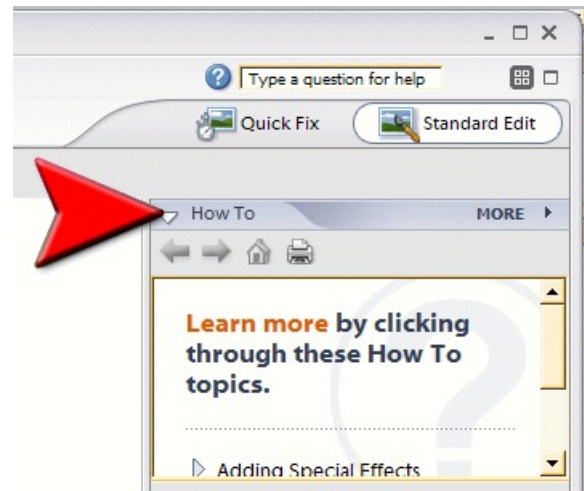 Type a question for help
Quick Fix
Standard Edit
How To
MORE
Learn more by clicking
through these How To
topics.
Adding Special Effects